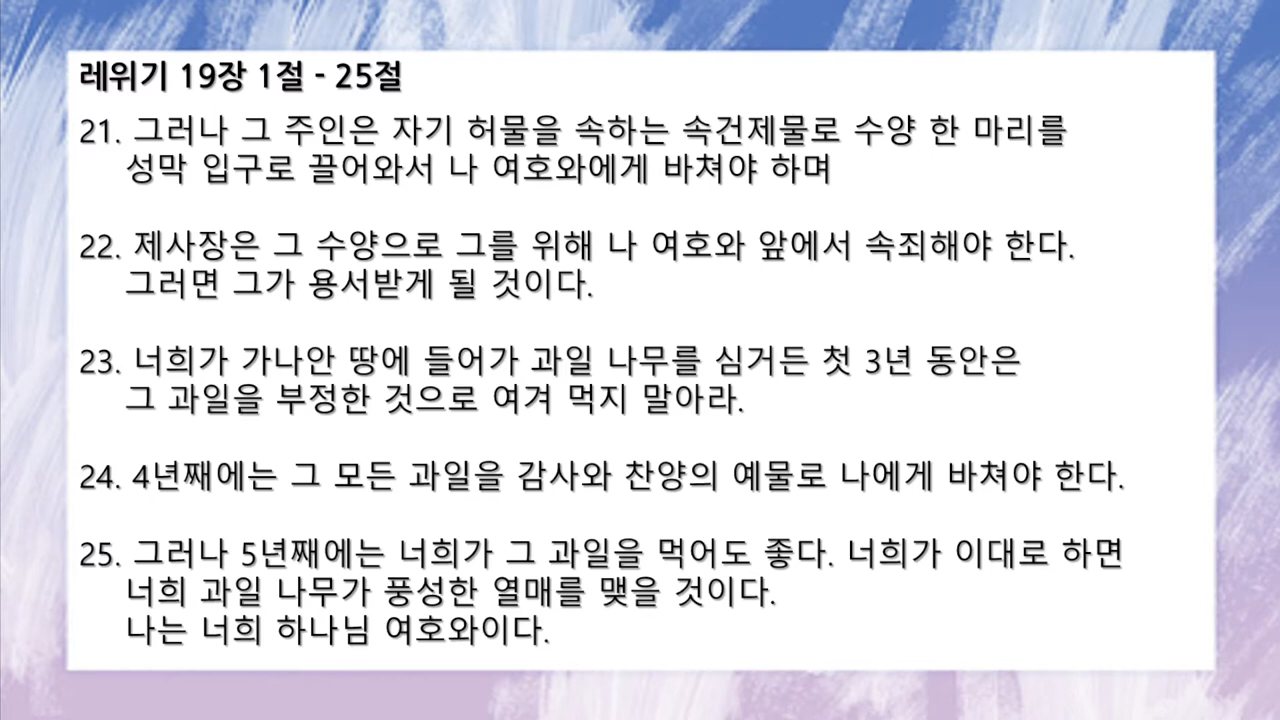 레위기 19장 1절 - 25절
21. 그러나 그 주인은 자기 허물을 속하는 속건제물로 수양 한 마리를
성막 입구로 끌어와서 나 여호와에게 바쳐야 하며
22. 제사장은 그 수양으로 그를 위해 나 여호와 앞에서 속죄해야 한다.
그러면 그가 용서받게 될 것이다.
23. 너희가 가나안 땅에 들어가 과일 나무를 심거든 첫 3년 동안은
그 과일을 부정한 것으로 여겨 먹지 말아라.
24. 4년째에는 그 모든 과일을 감사와 찬양의 예물로 나에게 바쳐야 한다.
25. 그러나 5년째에는 너희가 그 과일을 먹어도 좋다. 너희가 이대로 하면
너희 과일 나무가 풍성한 열매를 맺을 것이다.
나는 너희 하나님 여호와이다.